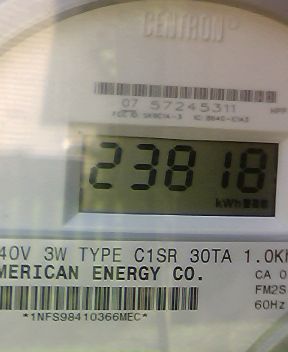 CENTRON
07 57245311
23818
kWh
40V 3W TYPE C1SR 30TA 1.0Kh
MERICAN ENERGY CO.
CA 0
FM2S
60Hz
*1NFS98410366MEC*